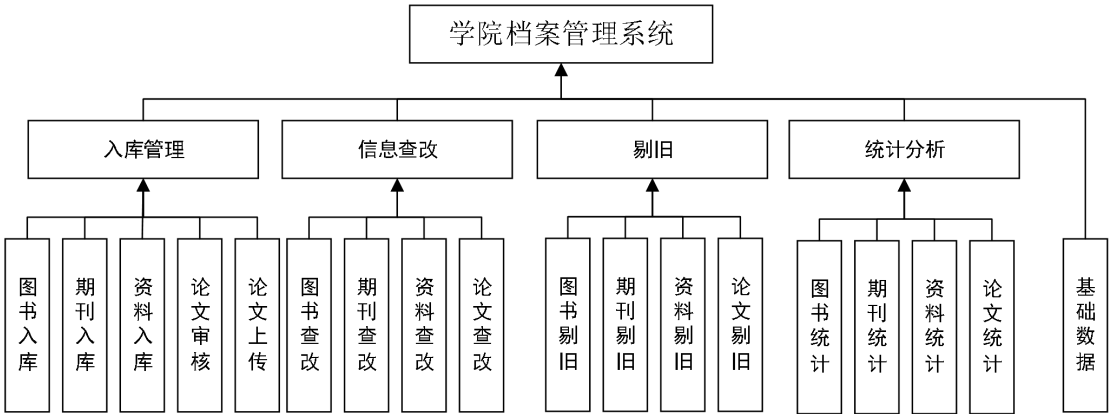 学院档案管理系统
入库管理
信息查改
剔旧
统计分析
图书入库
期刊入库
资料入库
论文审核
论文上传
图书查改
期刊查改
资料查改
论文查改
图书剔旧
期刊剔旧
资料剔旧
论文剔旧
图书统计
期刊统计
资料统计
论文统计
基础数据